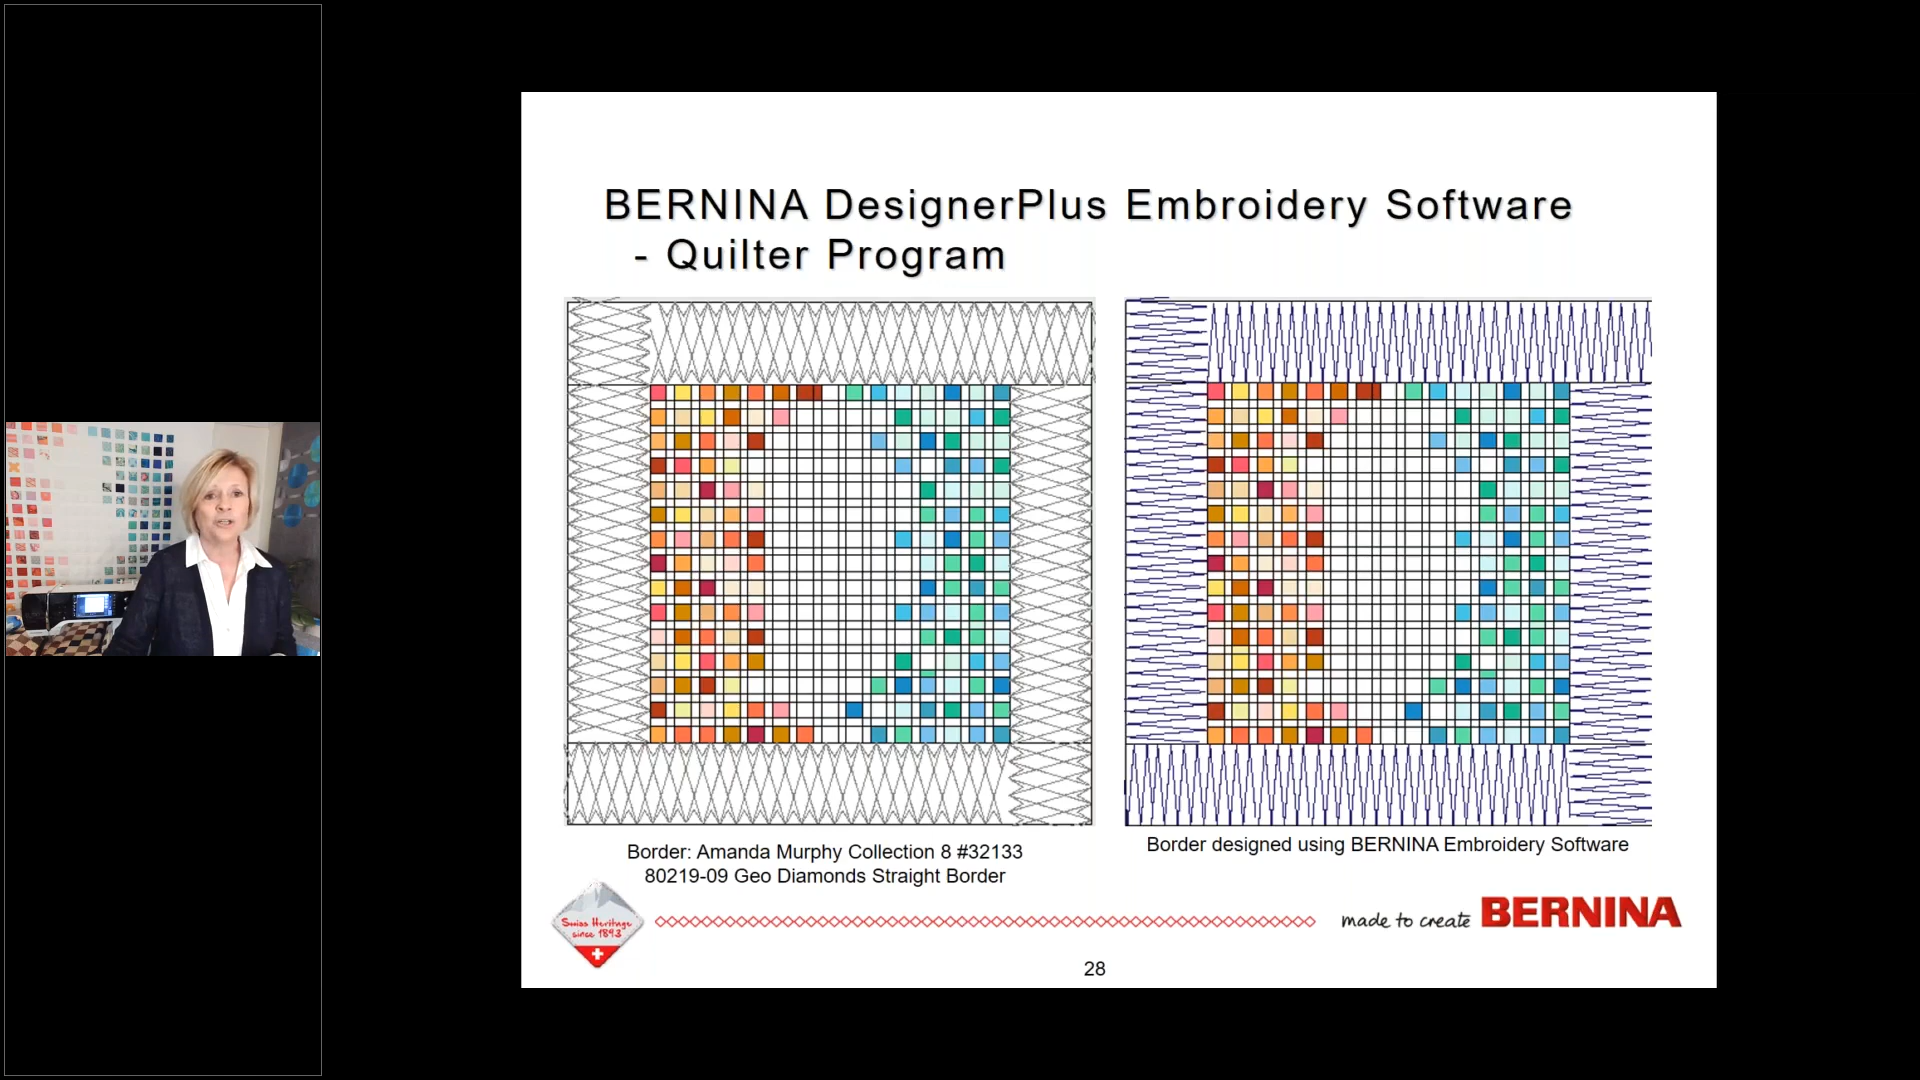 BERNINA DesignerPlus Embroidery Software
- Quilter Program
Border: Amanda Murphy Collection 8 #32133
80219-09 Geo Diamonds Straight Border
Border designed using BERNINA Embroidery Software
Swiss Heritage
since 1893
made to create BERNINA
28